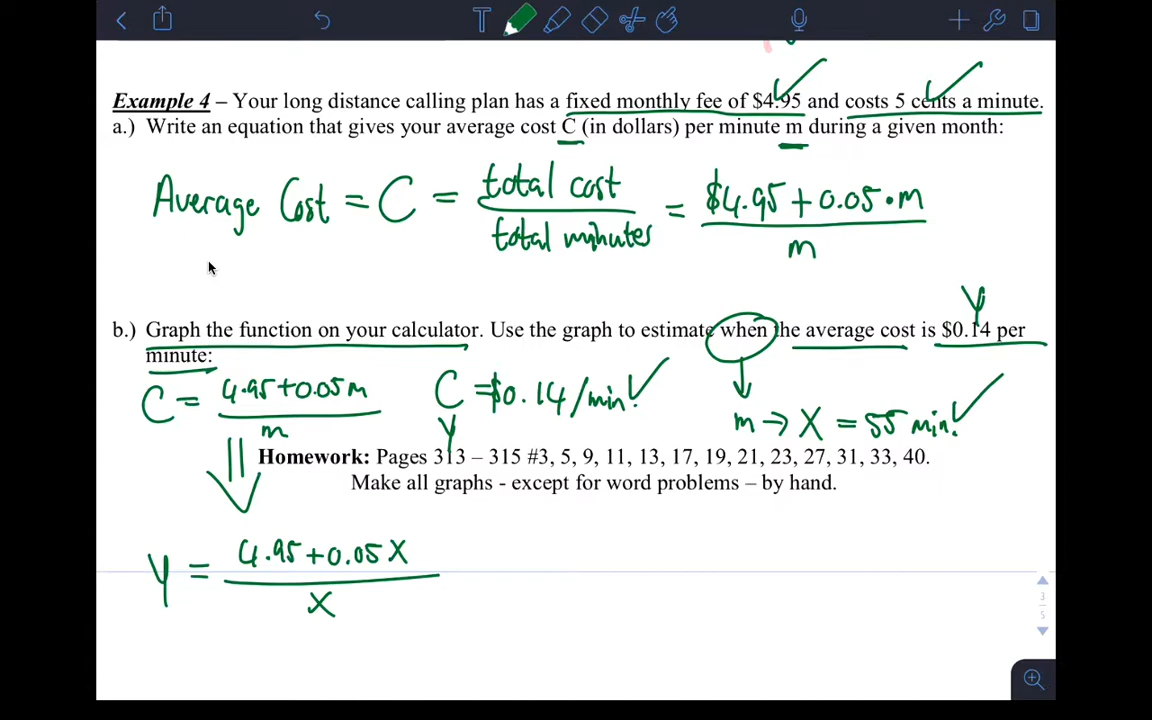 T
Example 4 – Your long distance calling plan has a fixed monthly fee of $4.95 and costs 5 cents a minute.
a.) Write an equation that gives your average cost C (in dollars) per minute m during a given month:
Average Cost = C = total cost / total minutes = $4.95 + 0.05 • m / m
y
b.) Graph the function on your calculator. Use the graph to estimate when the average cost is $0.14 per
minute:
C = 4.95 + 0.05m / m
C = $0.14/min.
y
m → X = 55 min.
Homework: Pages 313 – 315 #3, 5, 9, 11, 13, 17, 19, 21, 23, 27, 31, 33, 40.
Make all graphs - except for word problems – by hand.
y = 4.95 + 0.05X / X
3
5